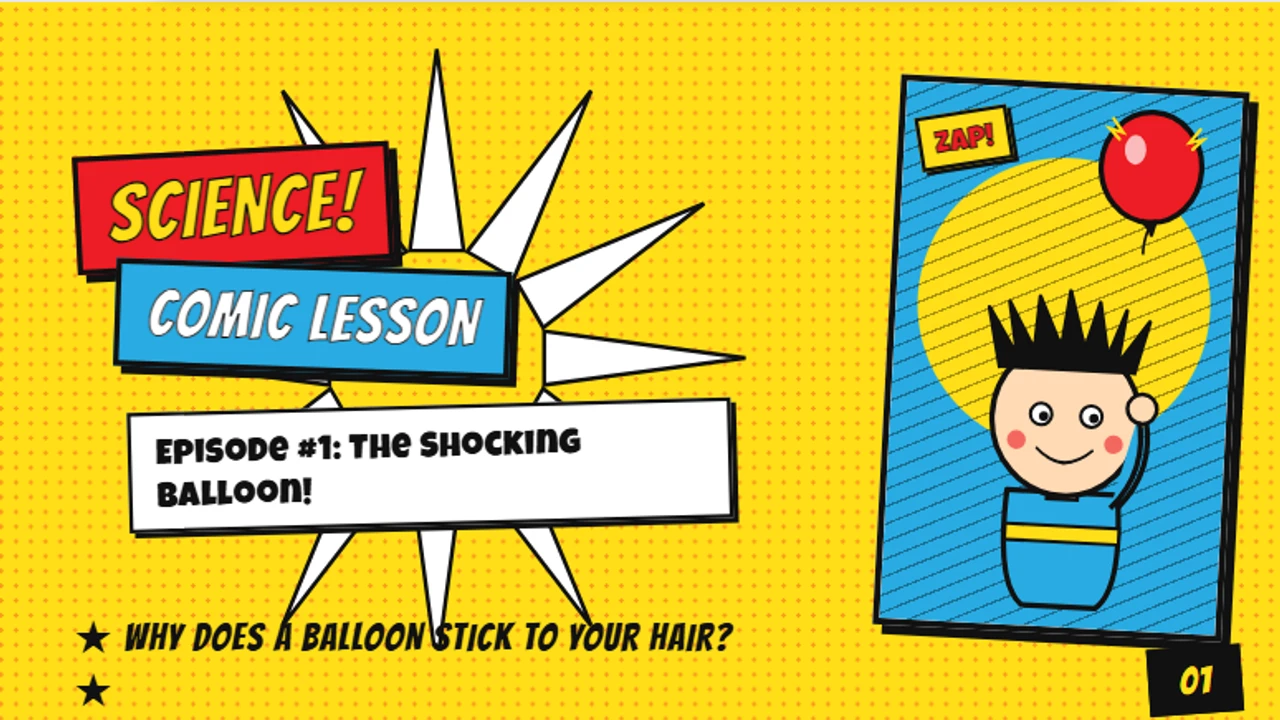 SCIENCE!
COMIC LESSON
Episode #1: The Shocking
Balloon!
★ WHY DOES A BALLOON STICK TO YOUR HAIR?
★
ZAP!
01